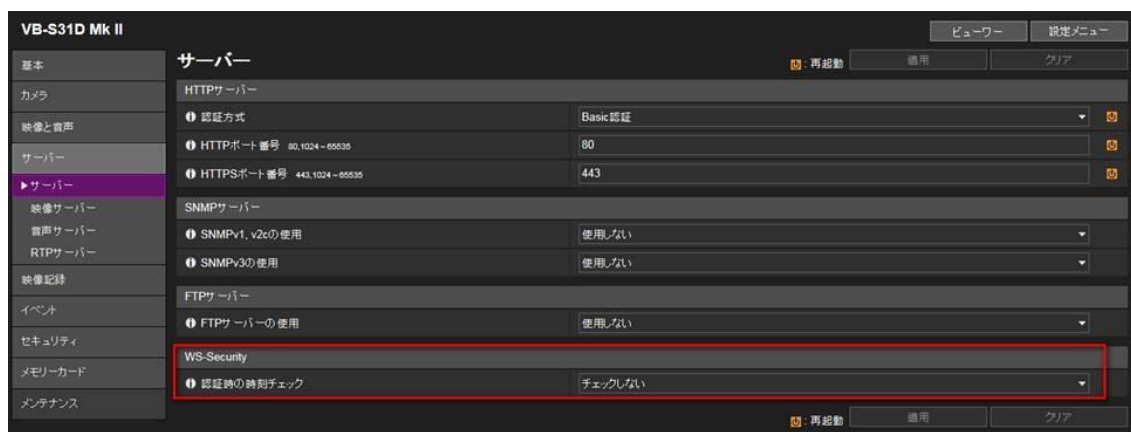 VB-S31D Mk II
ビューワー 設定メニュー
基本
カメラ
映像と音声
サーバー
▶サーバー
映像サーバー
音声サーバー
RTPサーバー
映像記録
イベント
セキュリティ
メモリーカード
メンテナンス
サーバー
:再起動 適用 クリア
HTTPサーバー
認証方式 Basic認証
HTTPポート番号 80,1024~65535 80
HTTPSポート番号 443,1024~65535 443
SNMPサーバー
SNMPv1, v2cの使用 使用しない
SNMPv3の使用 使用しない
FTPサーバー
FTPサーバーの使用 使用しない
WS-Security
認証時の時刻チェック チェックしない
:再起動 適用 クリア